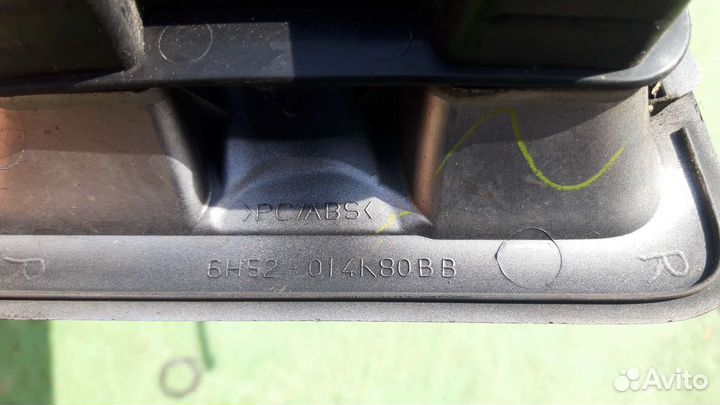 >PC/ABS<
R 6H52-014K80BB R
Avito